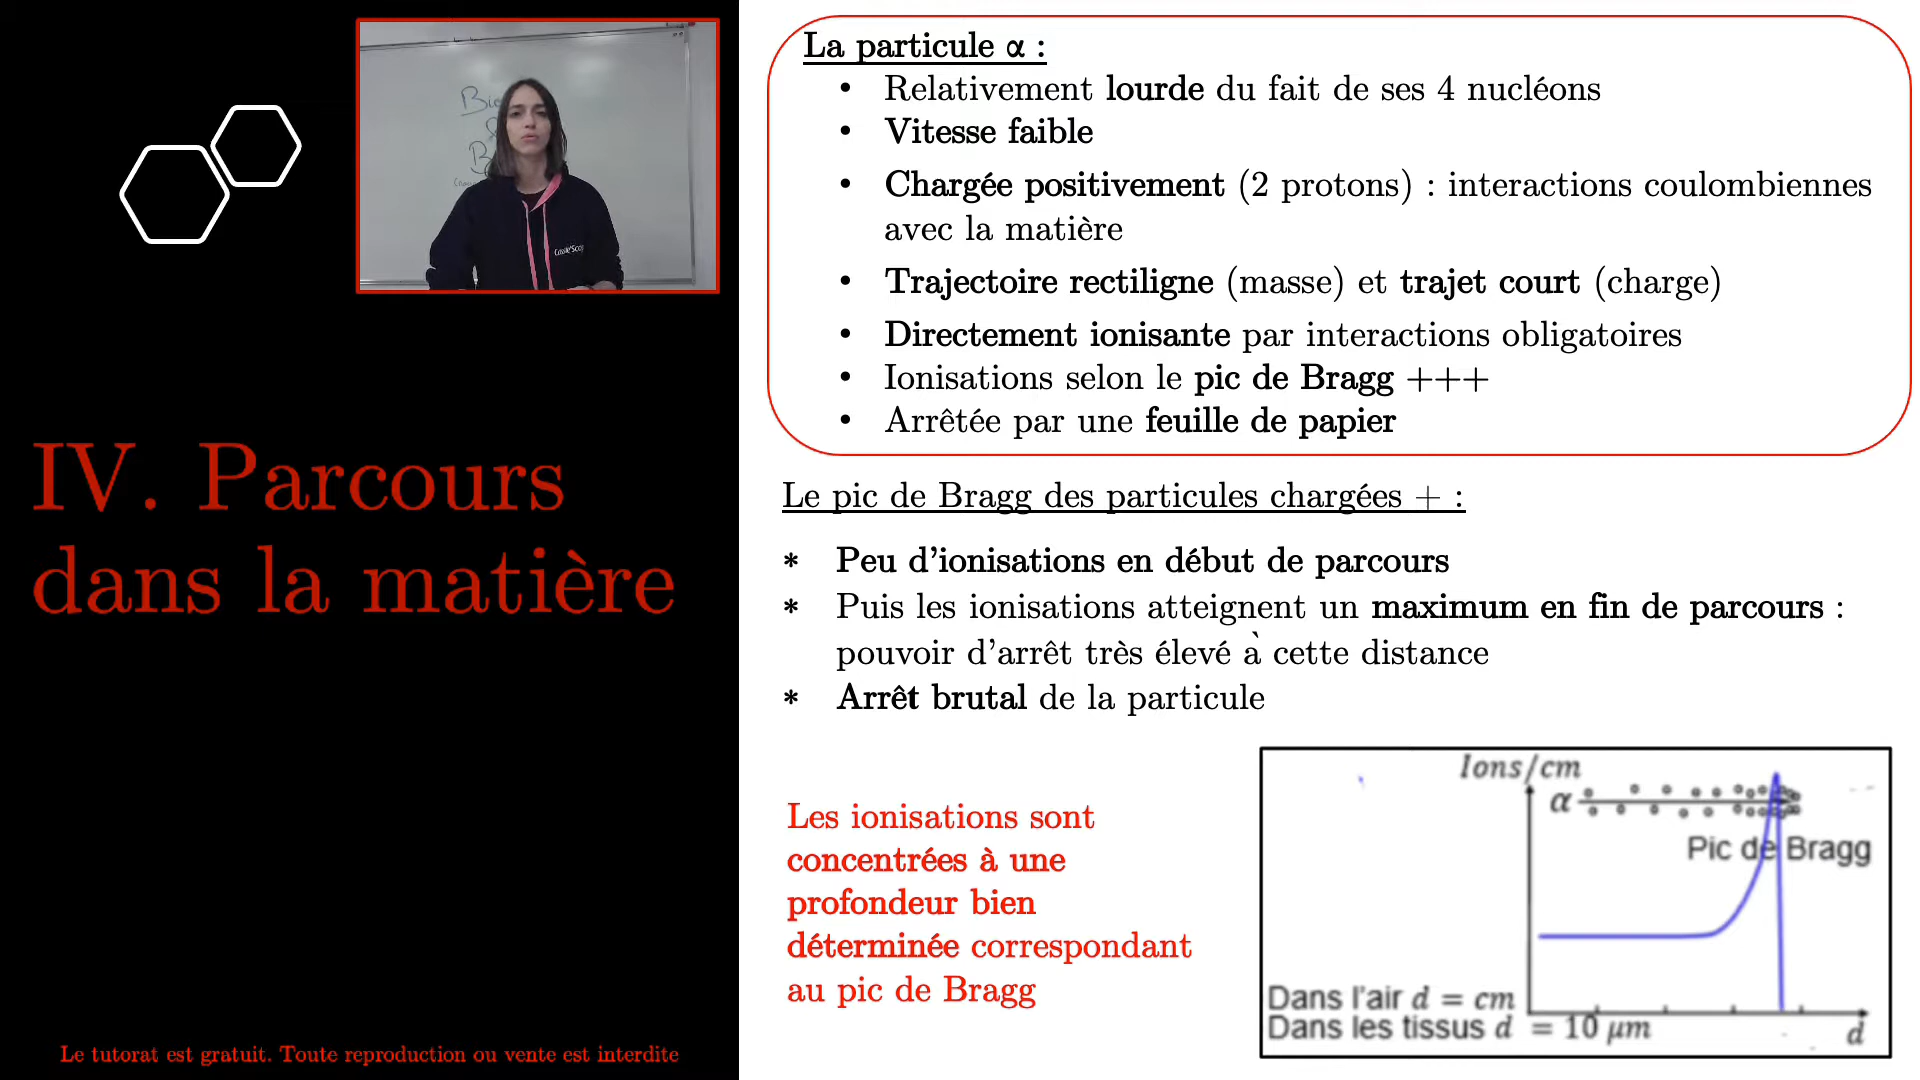 IV. Parcours
dans la matière
Le tutorat est gratuit. Toute reproduction ou vente est interdite
La particule α :
• Relativement lourde du fait de ses 4 nucléons
• Vitesse faible
• Chargée positivement (2 protons) : interactions coulombiennes
avec la matière
• Trajectoire rectiligne (masse) et trajet court (charge)
• Directement ionisante par interactions obligatoires
• Ionisations selon le pic de Bragg +++
• Arrêtée par une feuille de papier
Le pic de Bragg des particules chargées + :
* Peu d'ionisations en début de parcours
* Puis les ionisations atteignent un maximum en fin de parcours :
pouvoir d'arrêt très élevé à cette distance
* Arrêt brutal de la particule
Les ionisations sont
concentrées à une
profondeur bien
déterminée correspondant
au pic de Bragg
Ions/cm
α
Pic de Bragg
Dans l'air d = cm
Dans les tissus d = 10 μm
d